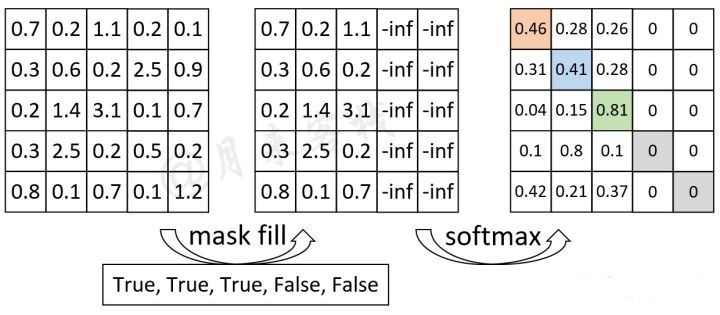 0.7 0.2 1.1 0.2 0.1
0.3 0.6 0.2 2.5 0.9
0.2 1.4 3.1 0.1 0.7
0.3 2.5 0.2 0.5 0.2
0.8 0.1 0.7 0.1 1.2
0.7 0.2 1.1 -inf -inf
0.3 0.6 0.2 -inf -inf
0.2 1.4 3.1 -inf -inf
0.3 2.5 0.2 -inf -inf
0.8 0.1 0.7 -inf -inf
0.46 0.28 0.26 0 0
0.31 0.41 0.28 0 0
0.04 0.15 0.81 0 0
0.1 0.8 0.1 0 0
0.42 0.21 0.37 0 0
@月来客栈
mask fill
softmax
True, True, True, False, False